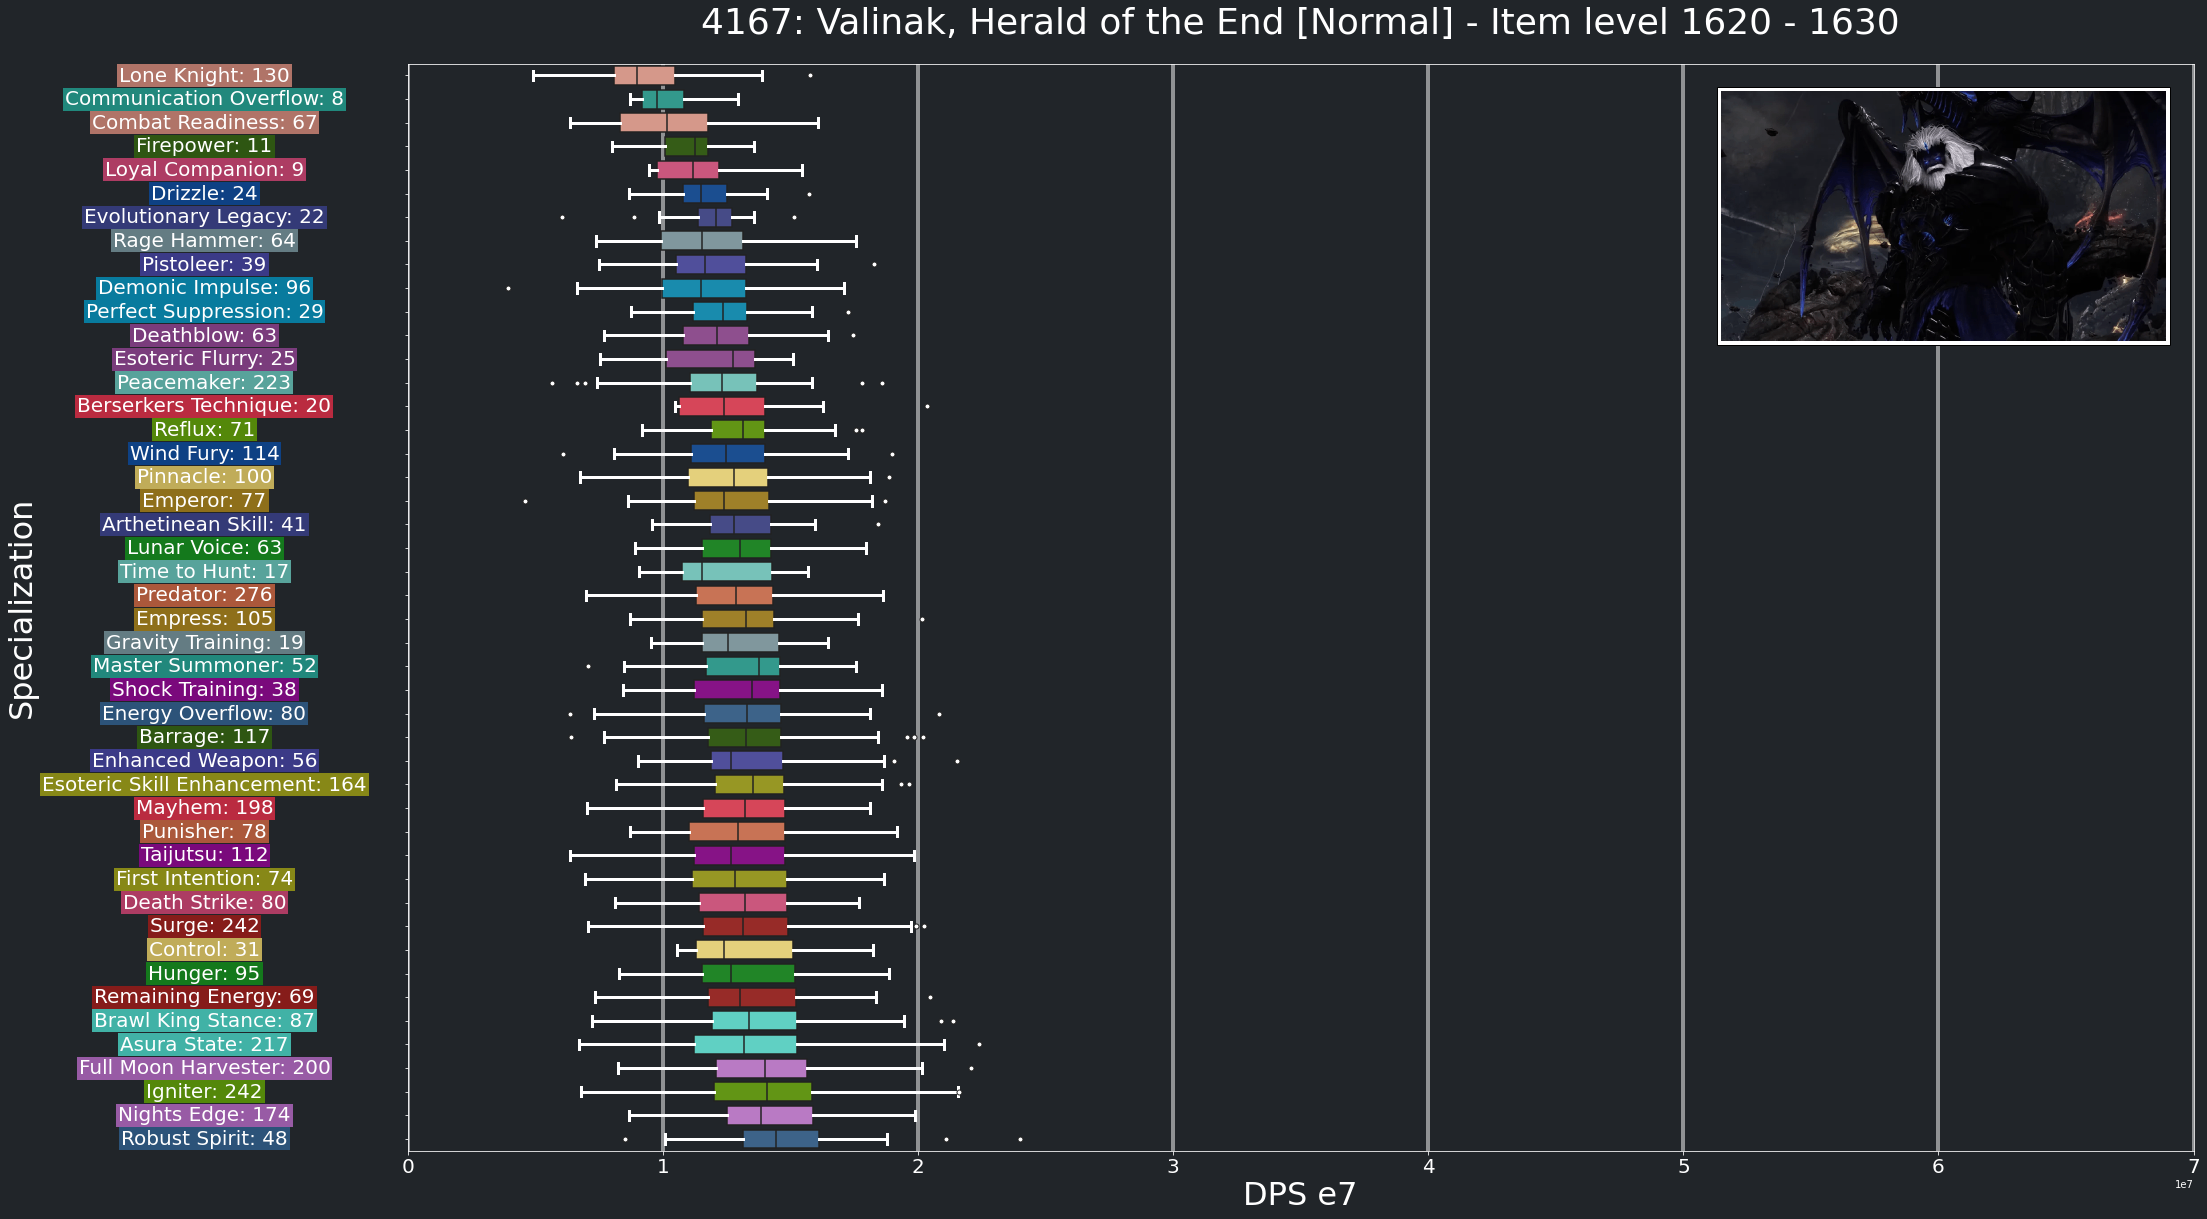 4167: Valinak, Herald of the End [Normal] - Item level 1620 - 1630
Specialization
Lone Knight: 130
Communication Overflow: 8
Combat Readiness: 67
Firepower: 11
Loyal Companion: 9
Drizzle: 24
Evolutionary Legacy: 22
Rage Hammer: 64
Pistoleer: 39
Demonic Impulse: 96
Perfect Suppression: 29
Deathblow: 63
Esoteric Flurry: 25
Peacemaker: 223
Berserkers Technique: 20
Reflux: 71
Wind Fury: 114
Pinnacle: 100
Emperor: 77
Arthetinean Skill: 41
Lunar Voice: 63
Time to Hunt: 17
Predator: 276
Empress: 105
Gravity Training: 19
Master Summoner: 52
Shock Training: 38
Energy Overflow: 80
Barrage: 117
Enhanced Weapon: 56
Esoteric Skill Enhancement: 164
Mayhem: 198
Punisher: 78
Taijutsu: 112
First Intention: 74
Death Strike: 80
Surge: 242
Control: 31
Hunger: 95
Remaining Energy: 69
Brawl King Stance: 87
Asura State: 217
Full Moon Harvester: 200
Igniter: 242
Nights Edge: 174
Robust Spirit: 48
0 1 2 3 4 5 6 7
1e7
DPS e7